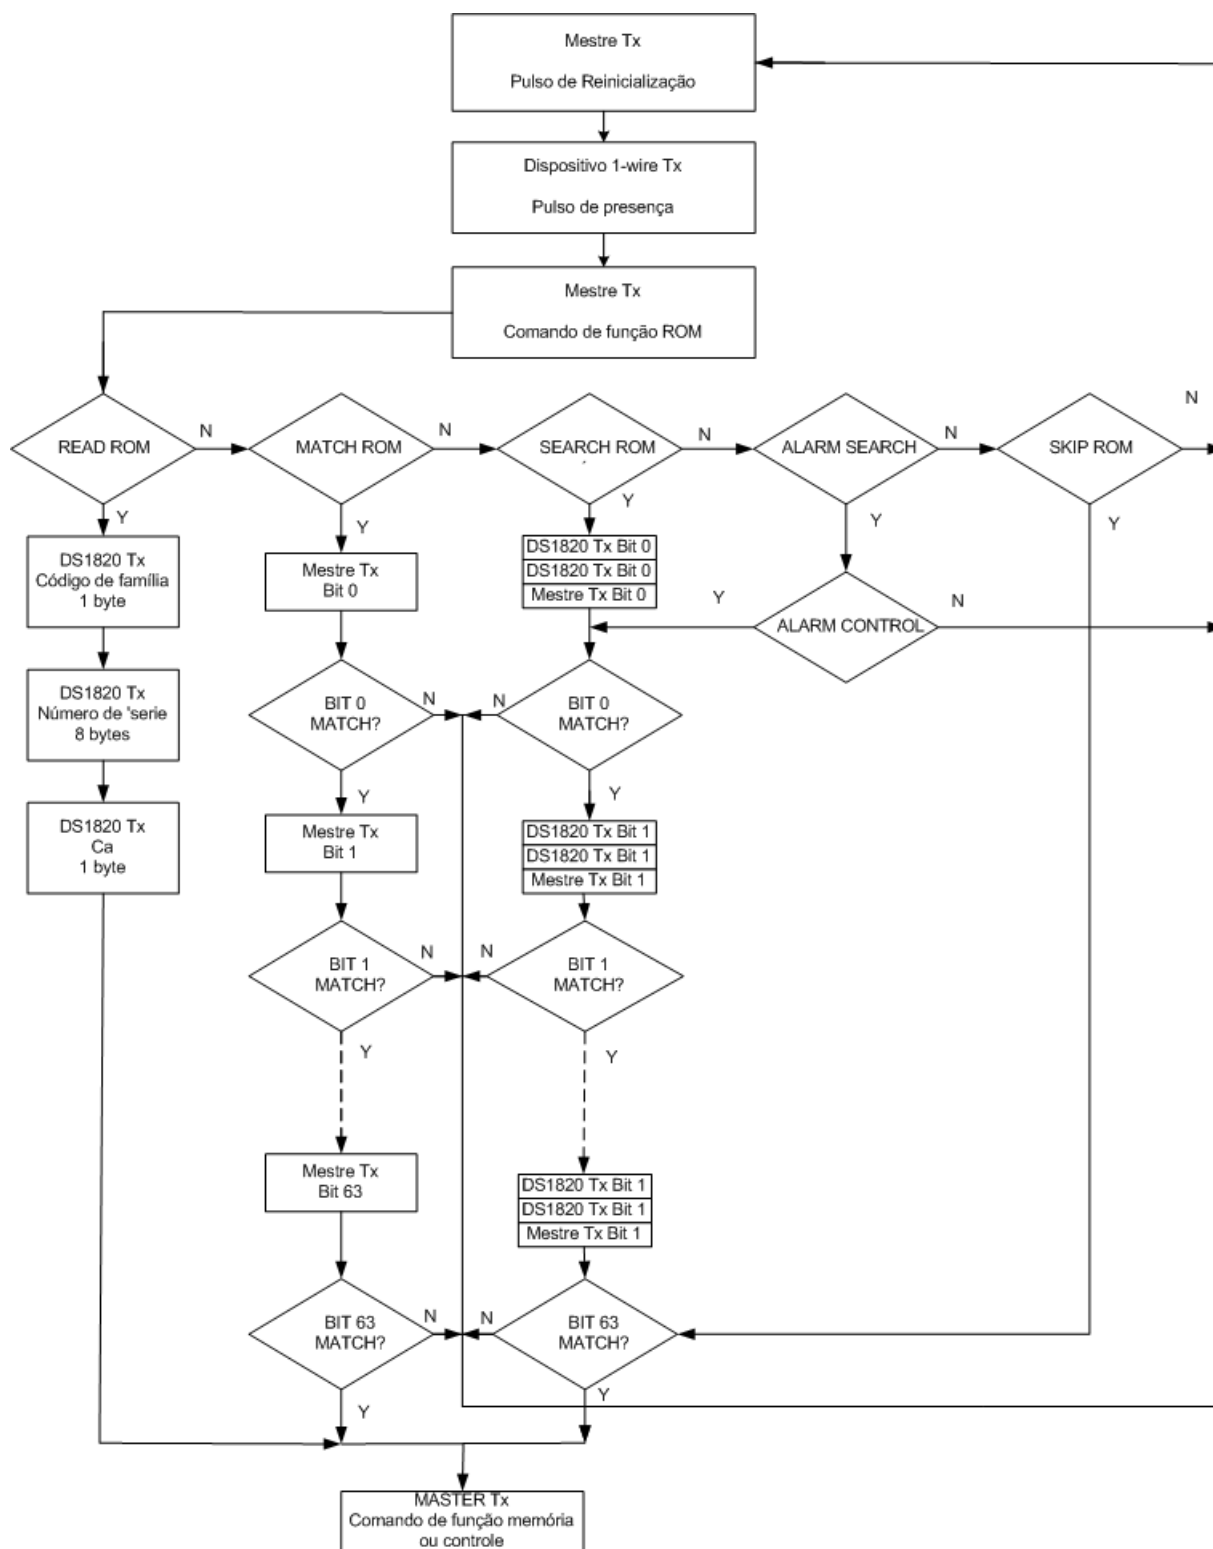 Mestre Tx
Pulso de Reinicialização
Dispositivo 1-wire Tx
Pulso de presença
Mestre Tx
Comando de função ROM
READ ROM
N
MATCH ROM
N
SEARCH ROM
N
ALARM SEARCH
N
SKIP ROM
N
Y
Y
Y
Y
Y
DS1820 Tx
Código de família
1 byte
Mestre Tx
Bit 0
DS1820 Tx Bit 0
DS1820 Tx Bit 0
Mestre Tx Bit 0
Y
ALARM CONTROL
N
DS1820 Tx
Número de 'serie
8 bytes
BIT 0
MATCH?
N
N
BIT 0
MATCH?
Y
Y
DS1820 Tx
Ca
1 byte
Mestre Tx
Bit 1
DS1820 Tx Bit 1
DS1820 Tx Bit 1
Mestre Tx Bit 1
BIT 1
MATCH?
N
N
BIT 1
MATCH?
Y
Y
Mestre Tx
Bit 63
DS1820 Tx Bit 1
DS1820 Tx Bit 1
Mestre Tx Bit 1
BIT 63
MATCH?
N
N
BIT 63
MATCH?
Y
Y
MASTER Tx
Comando de função memória
ou controle